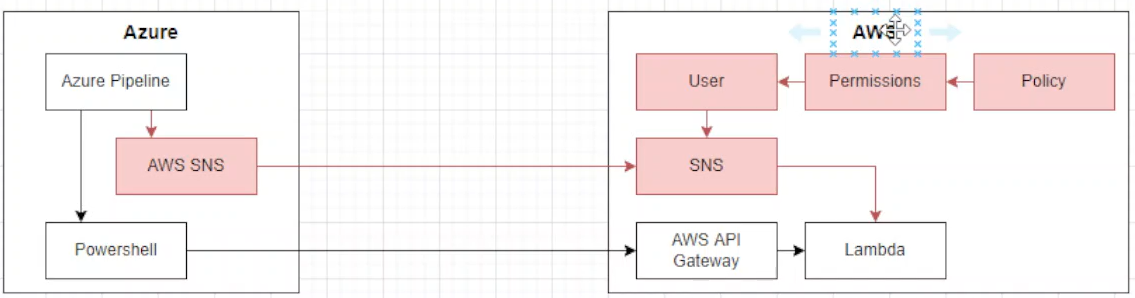 Azure
AWS
Azure Pipeline
User
Permissions
Policy
AWS SNS
SNS
Powershell
AWS API
Gateway
Lambda